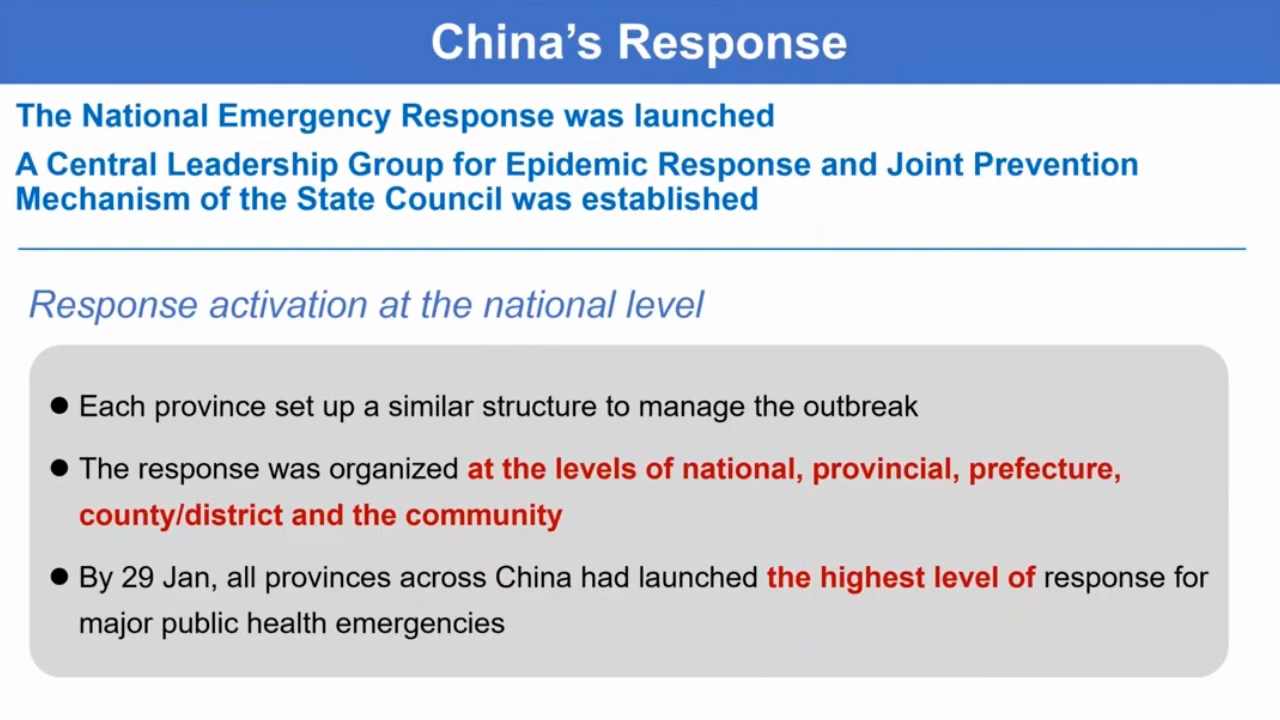 China’s Response
The National Emergency Response was launched
A Central Leadership Group for Epidemic Response and Joint Prevention
Mechanism of the State Council was established
Response activation at the national level
● Each province set up a similar structure to manage the outbreak
● The response was organized at the levels of national, provincial, prefecture,
county/district and the community
● By 29 Jan, all provinces across China had launched the highest level of response for
major public health emergencies